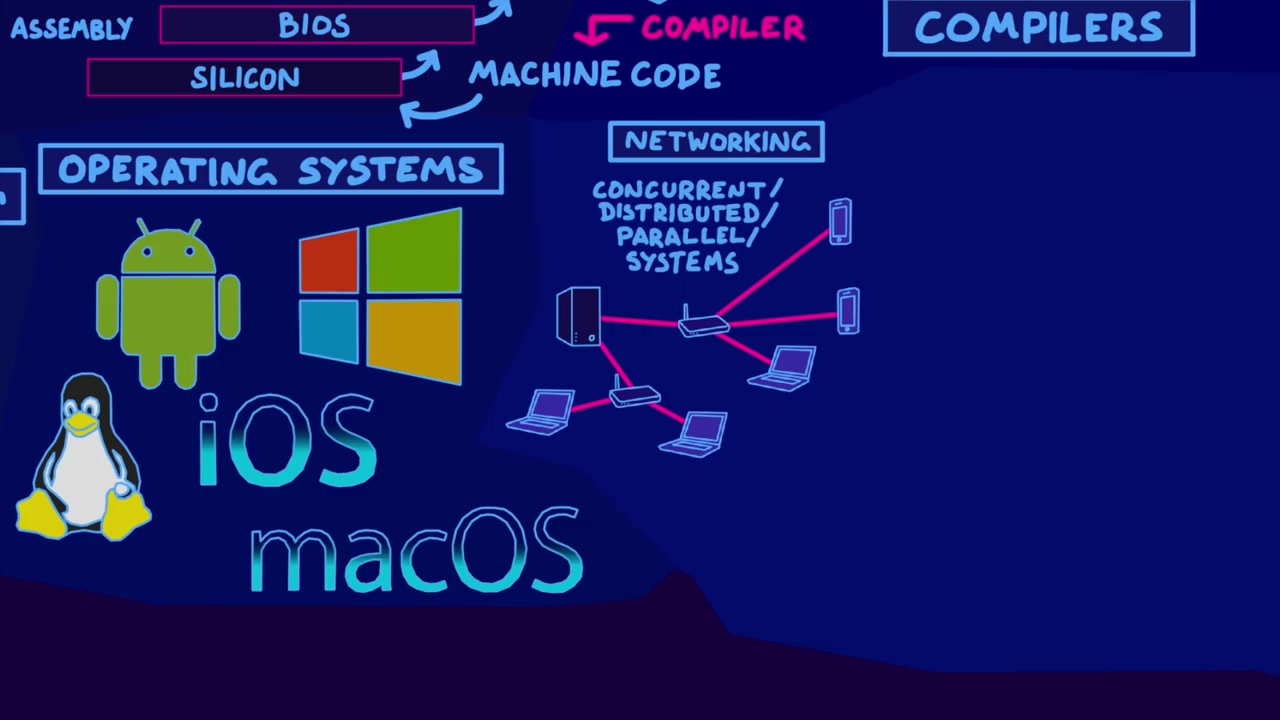 ASSEMBLY
BIOS
COMPILER
COMPILERS
SILICON
MACHINE CODE
OPERATING SYSTEMS
NETWORKING
CONCURRENT/
DISTRIBUTED/
PARALLEL/
SYSTEMS
iOS
macOS